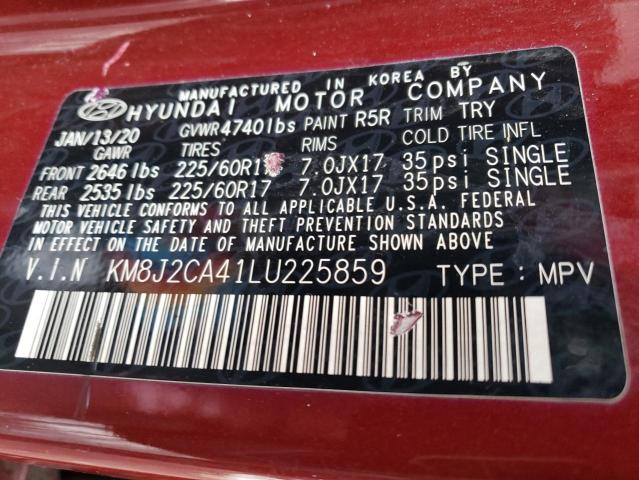 MANUFACTURED IN KOREA BY
HYUNDAI MOTOR COMPANY
JAN/13/20 GVWR 4740lbs PAINT R5R TRIM TRY
GAWR TIRES RIMS COLD TIRE INFL
FRONT 2646lbs 225/60R17 7.0JX17 35psi SINGLE
REAR 2535lbs 225/60R17 7.0JX17 35psi SINGLE
THIS VEHICLE CONFORMS TO ALL APPLICABLE U.S.A. FEDERAL
MOTOR VEHICLE SAFETY AND THEFT PREVENTION STANDARDS
IN EFFECT ON THE DATE OF MANUFACTURE SHOWN ABOVE.
V.I.N KM8J2CA41LU225859 TYPE : MPV